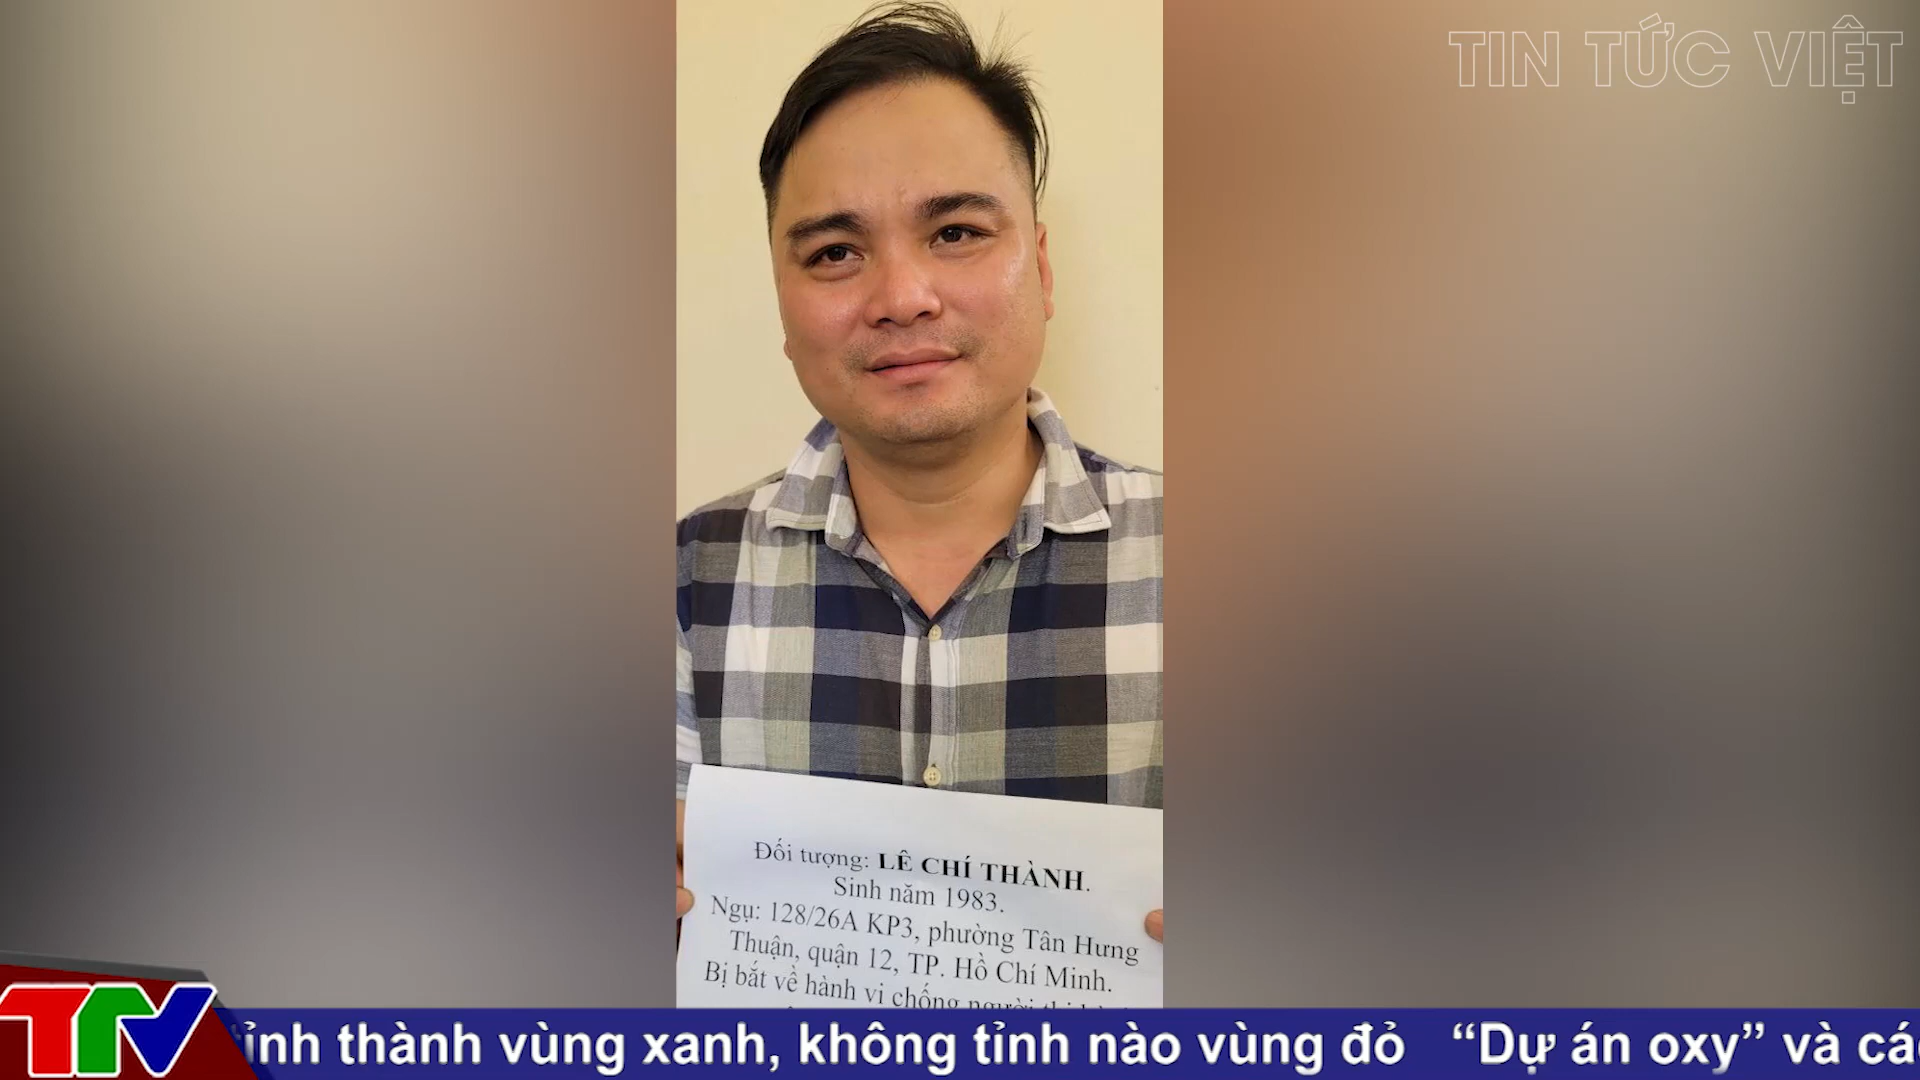 TIN TỨC VIỆT
Đối tượng: LÊ CHÍ THÀNH.
Sinh năm 1983.
Ngụ: 128/26A KP3, phường Tân Hưng
Thuận, quận 12, TP. Hồ Chí Minh.
Bị bắt về hành vi chống người
TTV
tỉnh thành vùng xanh, không tỉnh nào vùng đỏ “Dự án oxy” và